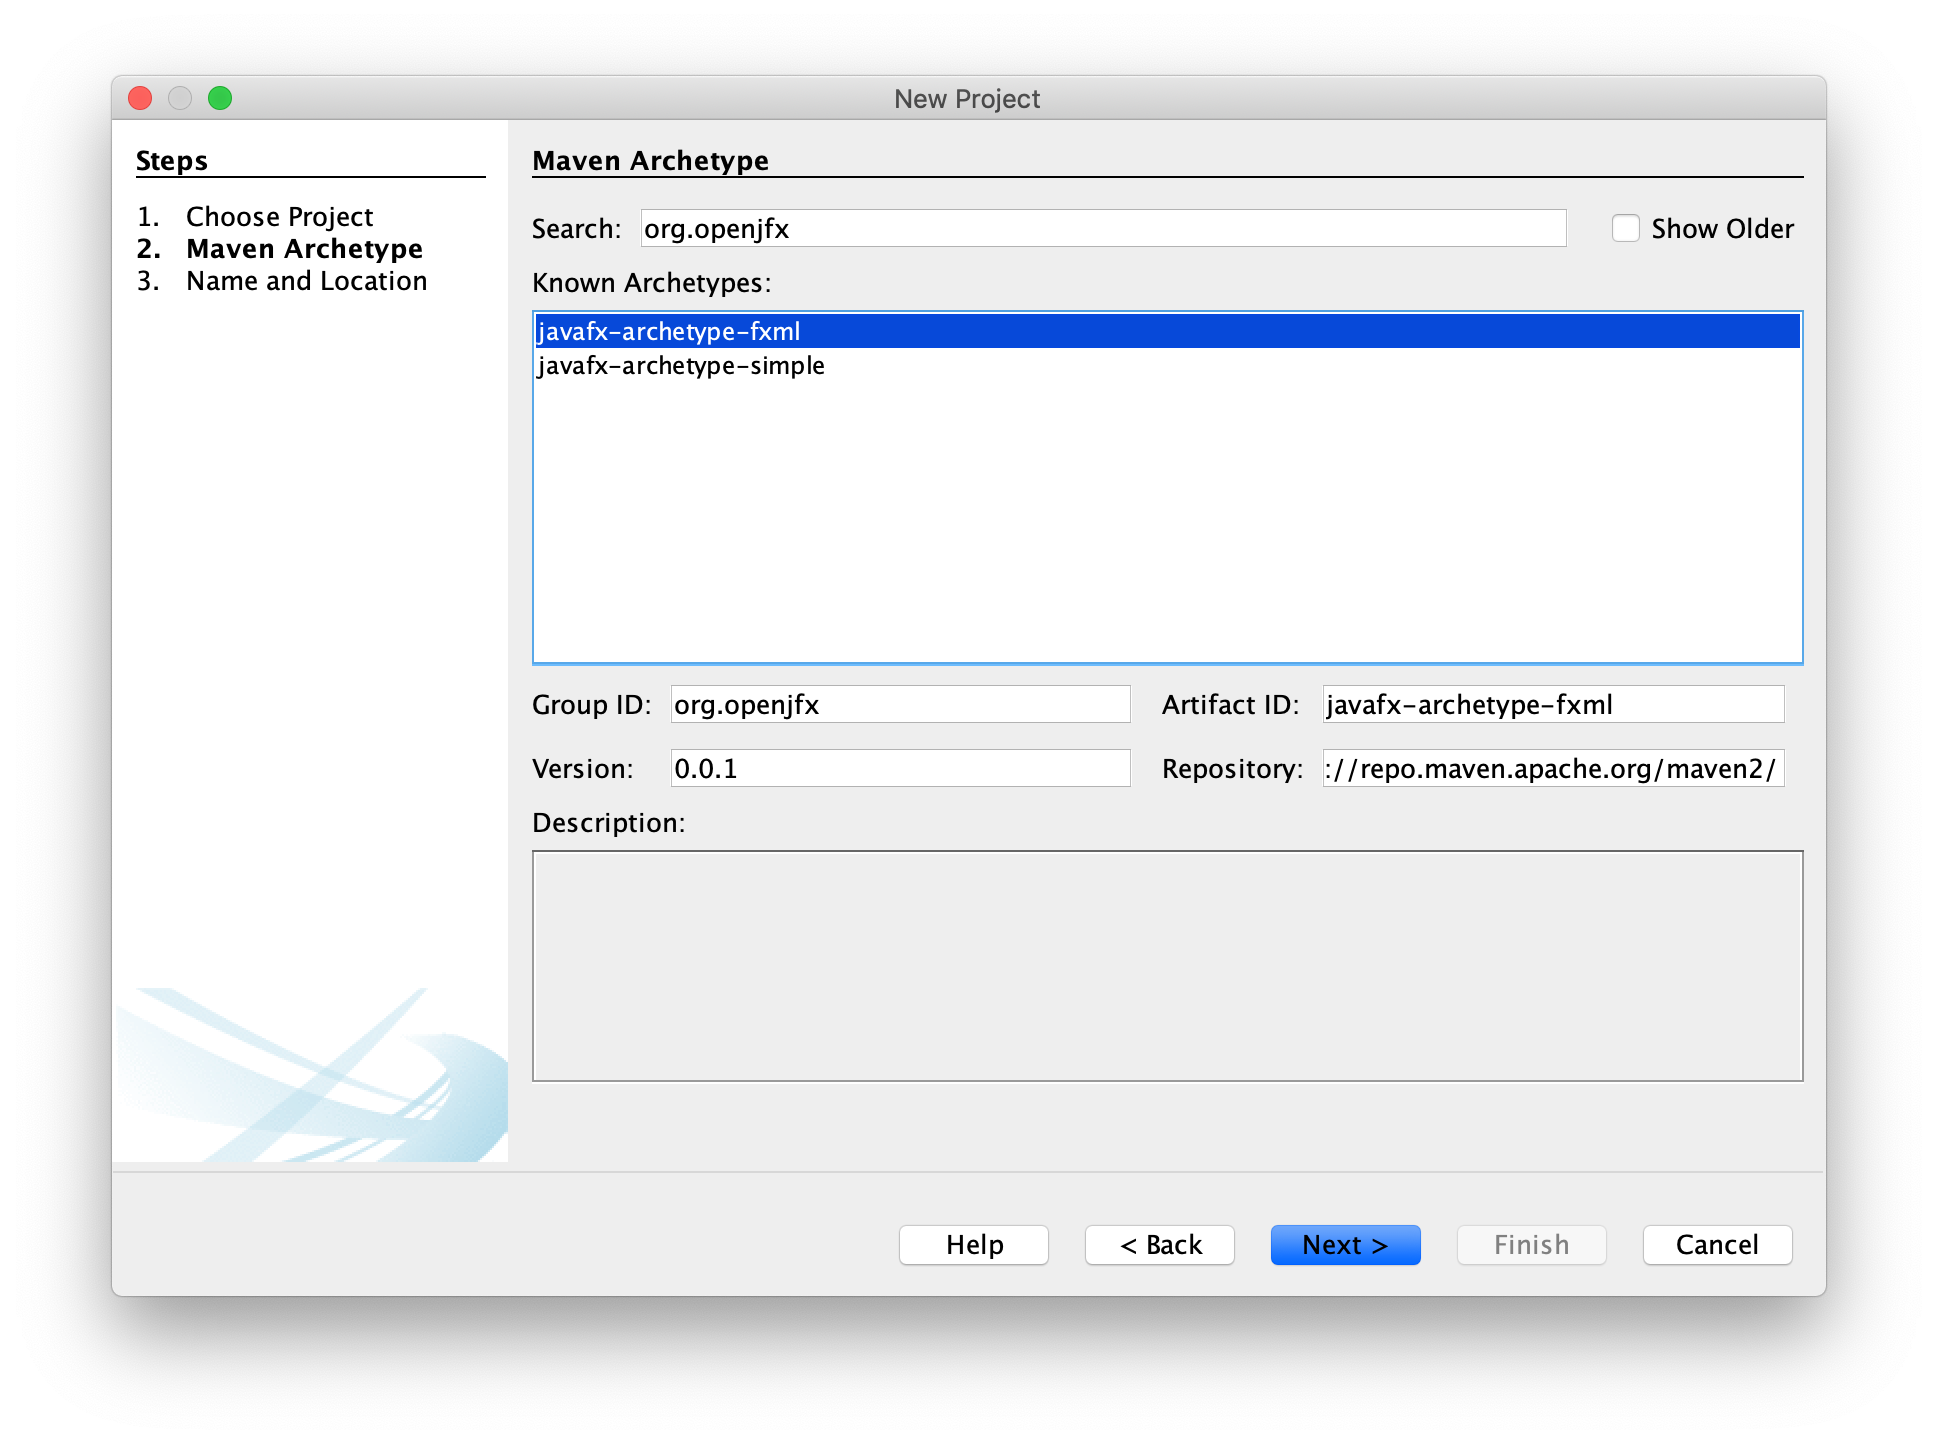 New Project
Steps
1. Choose Project
2. Maven Archetype
3. Name and Location
Maven Archetype
Search: org.openjfx Show Older
Known Archetypes:
javafx-archetype-fxml
javafx-archetype-simple
Group ID: org.openjfx Artifact ID: javafx-archetype-fxml
Version: 0.0.1 Repository: ://repo.maven.apache.org/maven2/
Description:
Help < Back Next > Finish Cancel